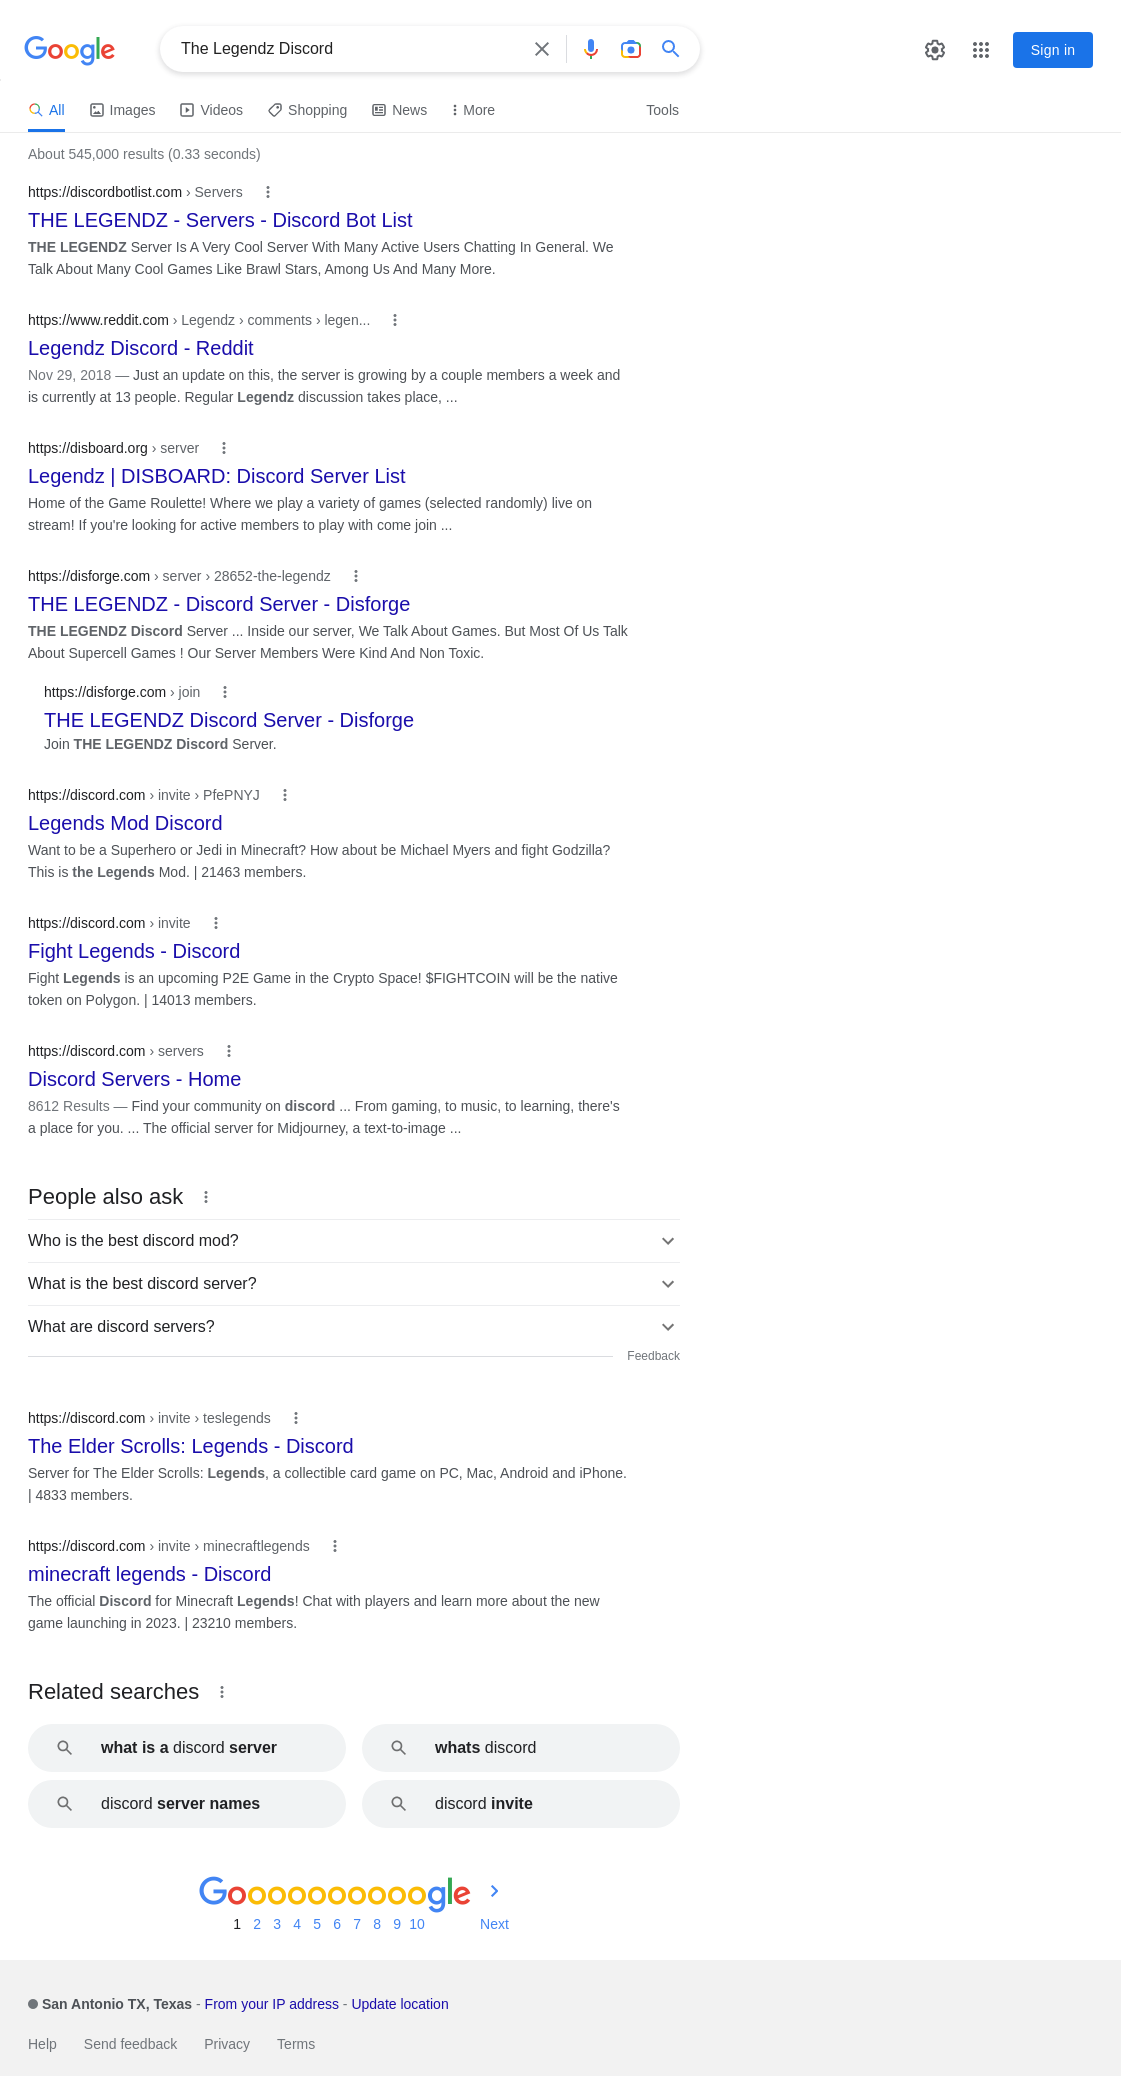 Google
The Legendz Discord
Sign in
All Images Videos Shopping News More Tools
About 545,000 results (0.33 seconds)
https://discordbotlist.com › Servers
THE LEGENDZ - Servers - Discord Bot List
THE LEGENDZ Server Is A Very Cool Server With Many Active Users Chatting In General. We
Talk About Many Cool Games Like Brawl Stars, Among Us And Many More.
https://www.reddit.com › Legendz › comments › legen...
Legendz Discord - Reddit
Nov 29, 2018 — Just an update on this, the server is growing by a couple members a week and
is currently at 13 people. Regular Legendz discussion takes place, ...
https://disboard.org › server
Legendz | DISBOARD: Discord Server List
Home of the Game Roulette! Where we play a variety of games (selected randomly) live on
stream! If you're looking for active members to play with come join ...
https://disforge.com › server › 28652-the-legendz
THE LEGENDZ - Discord Server - Disforge
THE LEGENDZ Discord Server ... Inside our server, We Talk About Games. But Most Of Us Talk
About Supercell Games ! Our Server Members Were Kind And Non Toxic.
https://disforge.com › join
THE LEGENDZ Discord Server - Disforge
Join THE LEGENDZ Discord Server.
https://discord.com › invite › PfePNYJ
Legends Mod Discord
Want to be a Superhero or Jedi in Minecraft? How about be Michael Myers and fight Godzilla?
This is the Legends Mod. | 21463 members.
https://discord.com › invite
Fight Legends - Discord
Fight Legends is an upcoming P2E Game in the Crypto Space! $FIGHTCOIN will be the native
token on Polygon. | 14013 members.
https://discord.com › servers
Discord Servers - Home
8612 Results — Find your community on discord ... From gaming, to music, to learning, there's
a place for you. ... The official server for Midjourney, a text-to-image ...
People also ask
Who is the best discord mod?
What is the best discord server?
What are discord servers?
Feedback
https://discord.com › invite › teslegends
The Elder Scrolls: Legends - Discord
Server for The Elder Scrolls: Legends, a collectible card game on PC, Mac, Android and iPhone.
| 4833 members.
https://discord.com › invite › minecraftlegends
minecraft legends - Discord
The official Discord for Minecraft Legends! Chat with players and learn more about the new
game launching in 2023. | 23210 members.
Related searches
what is a discord server
whats discord
discord server names
discord invite
Goooooooooogle
1 2 3 4 5 6 7 8 9 10 Next
San Antonio TX, Texas - From your IP address - Update location
Help Send feedback Privacy Terms